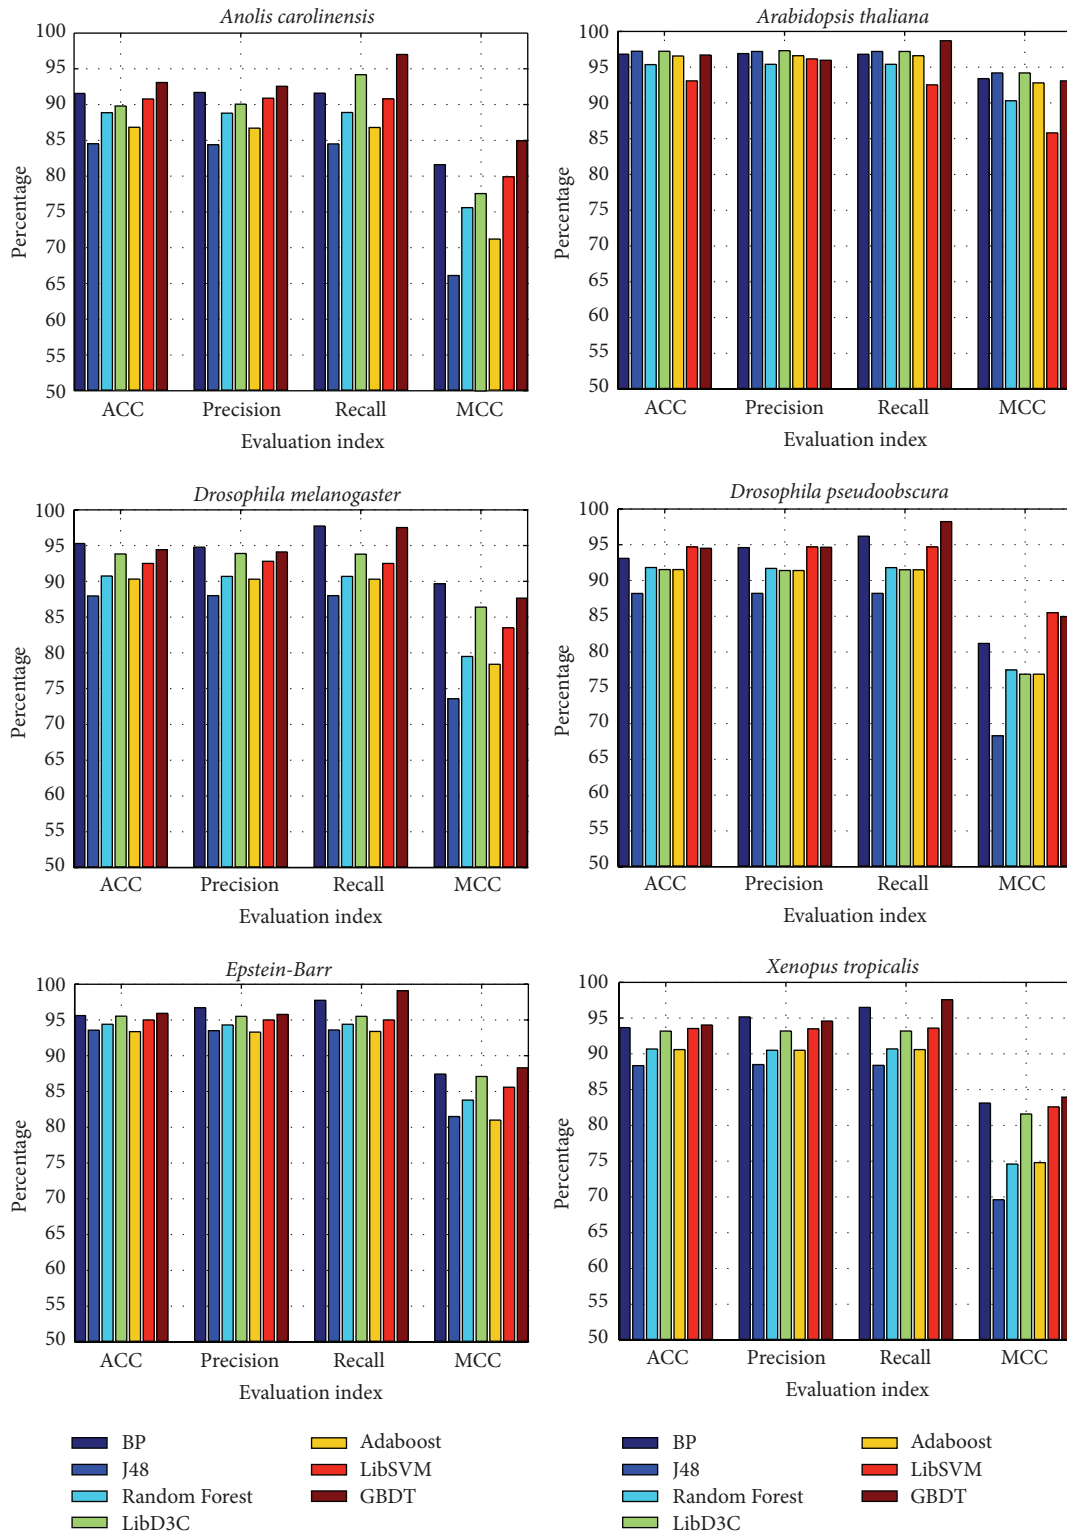 Anolis carolinensis
100
95
90
85
80
75
70
65
60
55
50
Percentage
ACC Precision Recall MCC
Evaluation index
Arabidopsis thaliana
100
95
90
85
80
75
70
65
60
55
50
Percentage
ACC Precision Recall MCC
Evaluation index
Drosophila melanogaster
100
95
90
85
80
75
70
65
60
55
50
Percentage
ACC Precision Recall MCC
Evaluation index
Drosophila pseudoobscura
100
95
90
85
80
75
70
65
60
55
50
Percentage
ACC Precision Recall MCC
Evaluation index
Epstein-Barr
100
95
90
85
80
75
70
65
60
55
50
Percentage
ACC Precision Recall MCC
Evaluation index
Xenopus tropicalis
100
95
90
85
80
75
70
65
60
55
50
Percentage
ACC Precision Recall MCC
Evaluation index
BP
J48
Random Forest
LibD3C
Adaboost
LibSVM
GBDT
BP
J48
Random Forest
LibD3C
Adaboost
LibSVM
GBDT